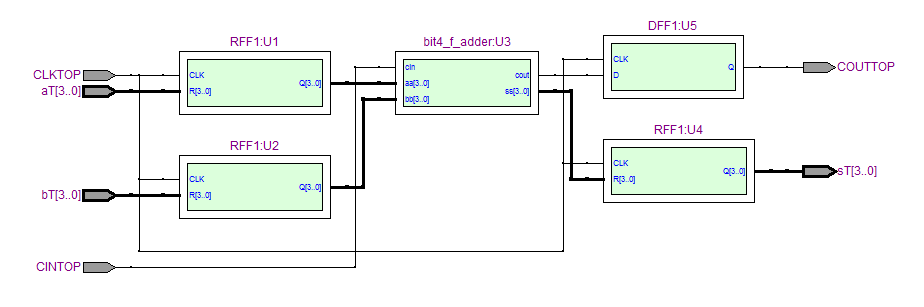 RFF1:U1
CLKTOP
aT[3..0]
CLK
R[3..0]
Q[3..0]
RFF1:U2
bT[3..0]
CLK
R[3..0]
Q[3..0]
CINTOP
bit4_f_adder:U3
cin
aa[3..0]
bb[3..0]
cout
ss[3..0]
DFF1:U5
CLK
D
Q
COUTTOP
RFF1:U4
CLK
R[3..0]
Q[3..0]
sT[3..0]